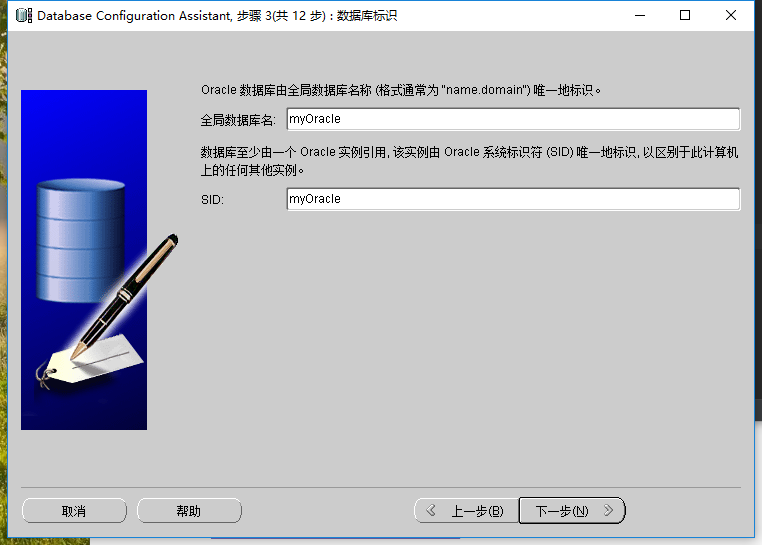 Database Configuration Assistant, 步骤 3(共 12 步) : 数据库标识
Oracle 数据库由全局数据库名称 (格式通常为 "name.domain") 唯一地标识。
全局数据库名: myOracle
数据库至少由一个 Oracle 实例引用, 该实例由 Oracle 系统标识符 (SID) 唯一地标识, 以区别于此计算机
上的任何其他实例。
SID: myOracle
取消 帮助 上一步(B) 下一步(N)